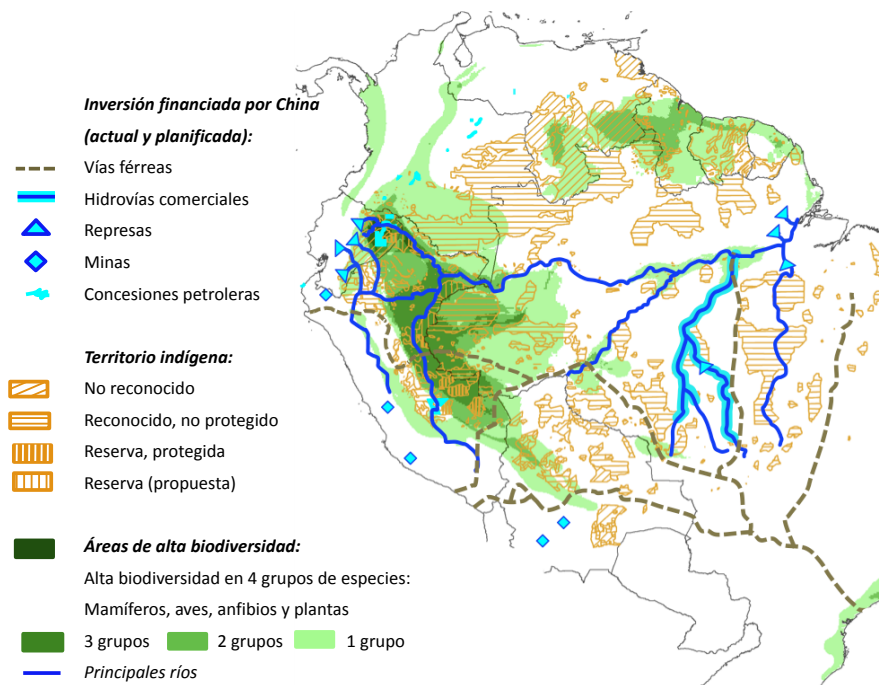 Inversión financiada por China
(actual y planificada):
Vías férreas
Hidrovías comerciales
Represas
Minas
Concesiones petroleras
Territorio indígena:
No reconocido
Reconocido, no protegido
Reserva, protegida
Reserva (propuesta)
Áreas de alta biodiversidad:
Alta biodiversidad en 4 grupos de especies:
Mamíferos, aves, anfibios y plantas
3 grupos 2 grupos 1 grupo
Principales ríos